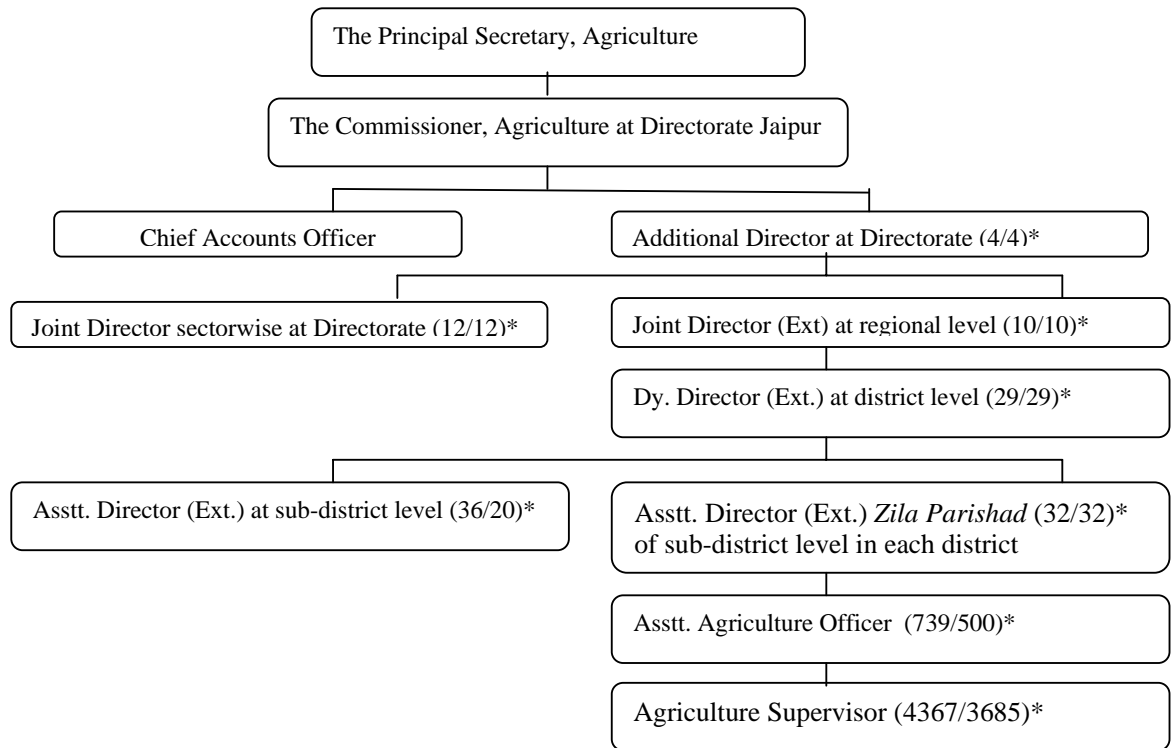 The Principal Secretary, Agriculture
The Commissioner, Agriculture at Directorate Jaipur
Chief Accounts Officer
Additional Director at Directorate (4/4)*
Joint Director sectorwise at Directorate (12/12)*
Joint Director (Ext) at regional level (10/10)*
Dy. Director (Ext.) at district level (29/29)*
Asstt. Director (Ext.) at sub-district level (36/20)*
Asstt. Director (Ext.) Zila Parishad (32/32)*
of sub-district level in each district
Asstt. Agriculture Officer (739/500)*
Agriculture Supervisor (4367/3685)*